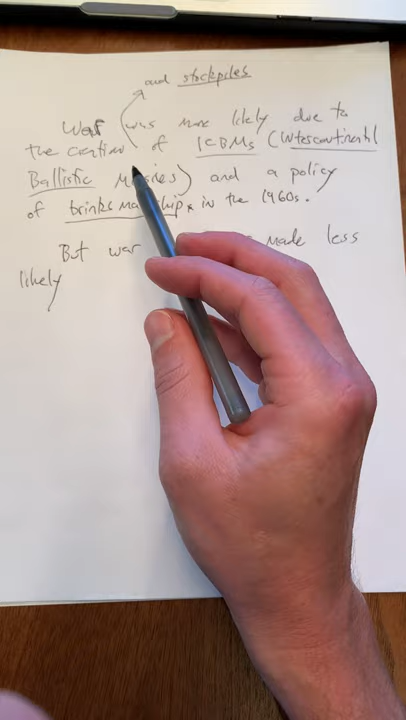 and stockpiles
War was more likely due to
the creation of ICBMs (Intercontinental
Ballistic Missiles) and a policy
of brinksmanship in the 1960s.
But war made less
likely